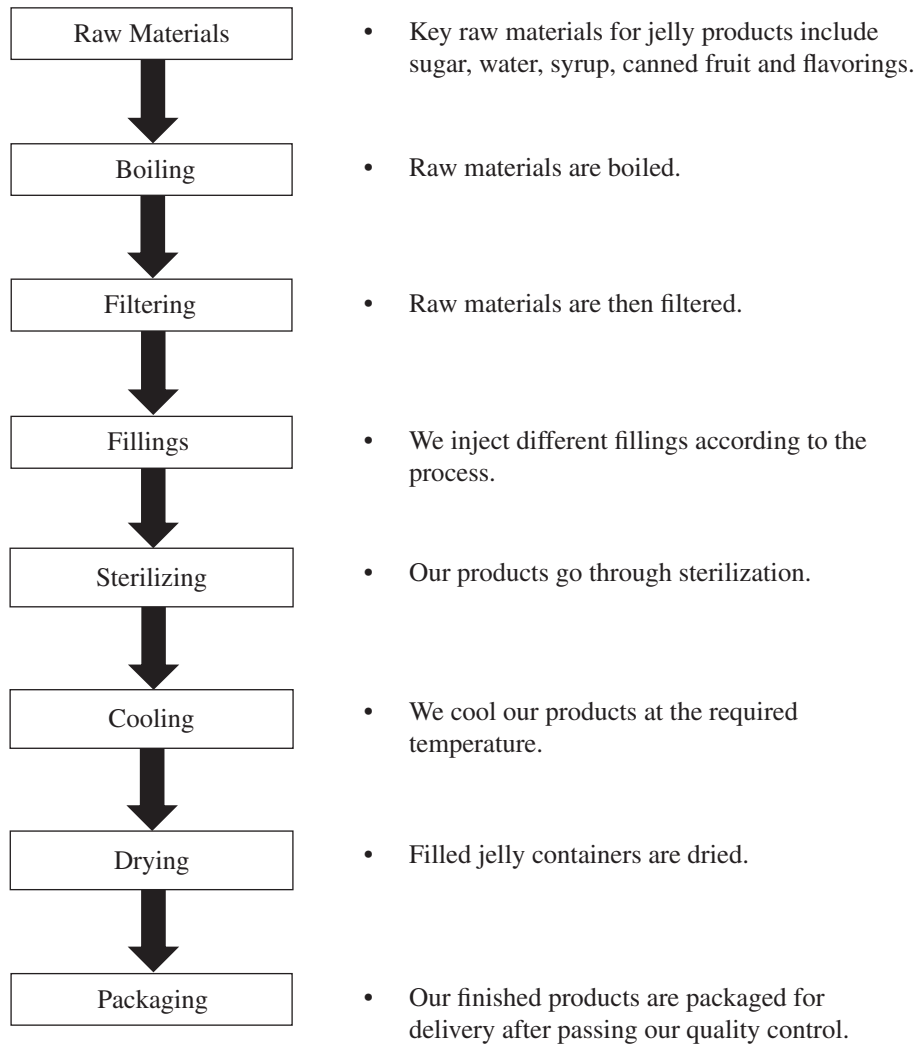 Raw Materials
• Key raw materials for jelly products include
sugar, water, syrup, canned fruit and flavorings.
Boiling
• Raw materials are boiled.
Filtering
• Raw materials are then filtered.
Fillings
• We inject different fillings according to the
process.
Sterilizing
• Our products go through sterilization.
Cooling
• We cool our products at the required
temperature.
Drying
• Filled jelly containers are dried.
Packaging
• Our finished products are packaged for
delivery after passing our quality control.